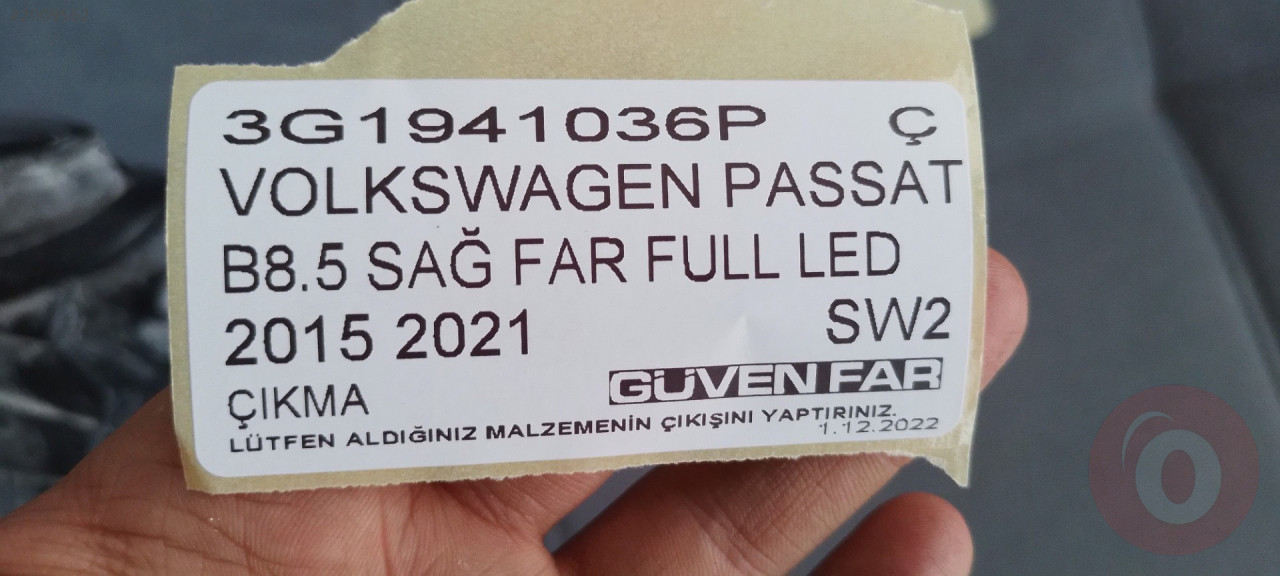 3G1941036P Ç
VOLKSWAGEN PASSAT
B8.5 SAĞ FAR FULL LED
2015 2021 SW2
ÇIKMA GÜVEN FAR
LÜTFEN ALDIĞINIZ MALZEMENİN ÇIKIŞINI YAPTIRINIZ.
1.12.2022
O